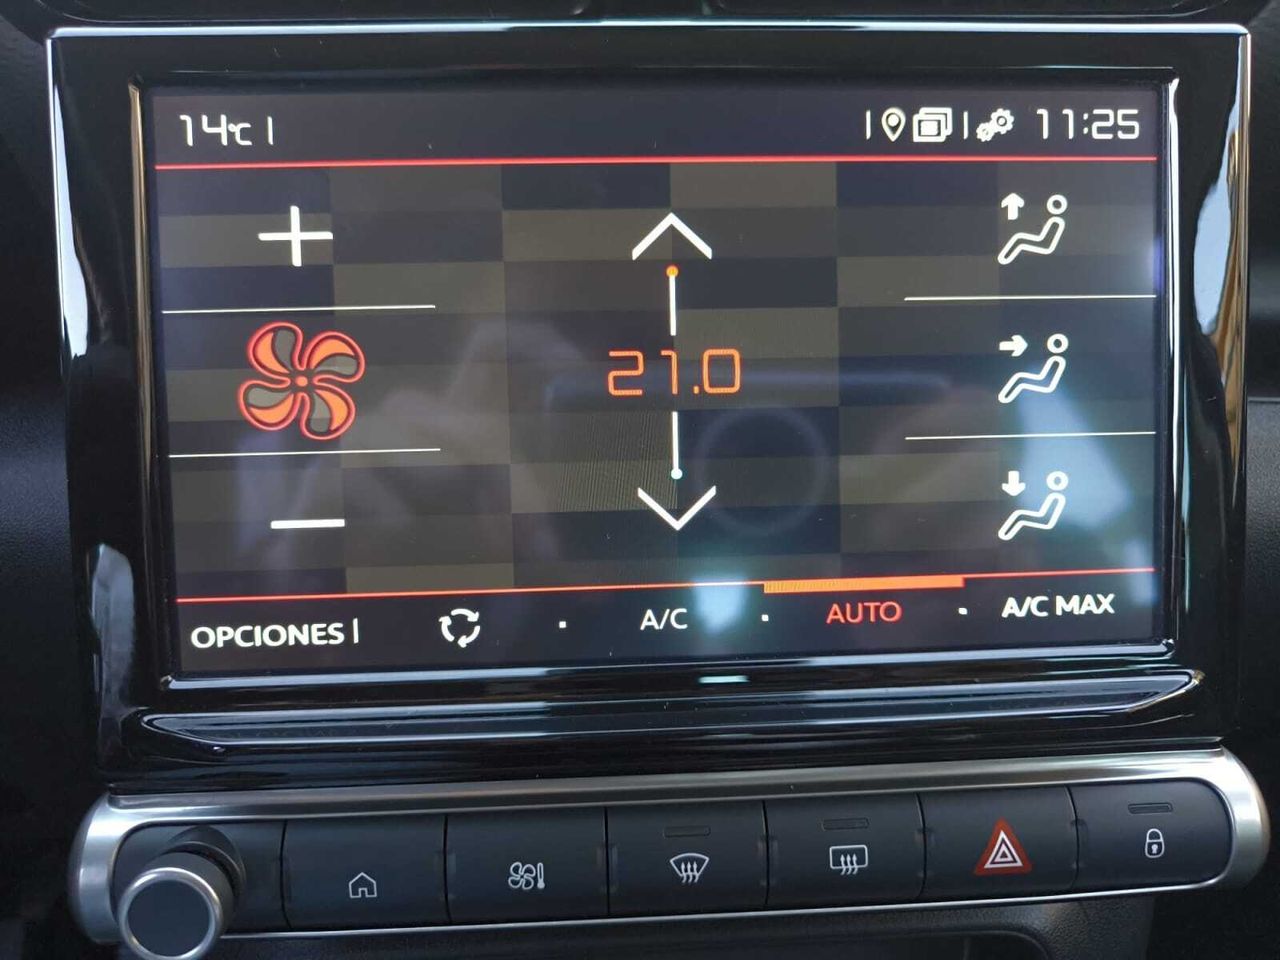 14°C
11:25
21.0
OPCIONES
A/C
AUTO
A/C MAX